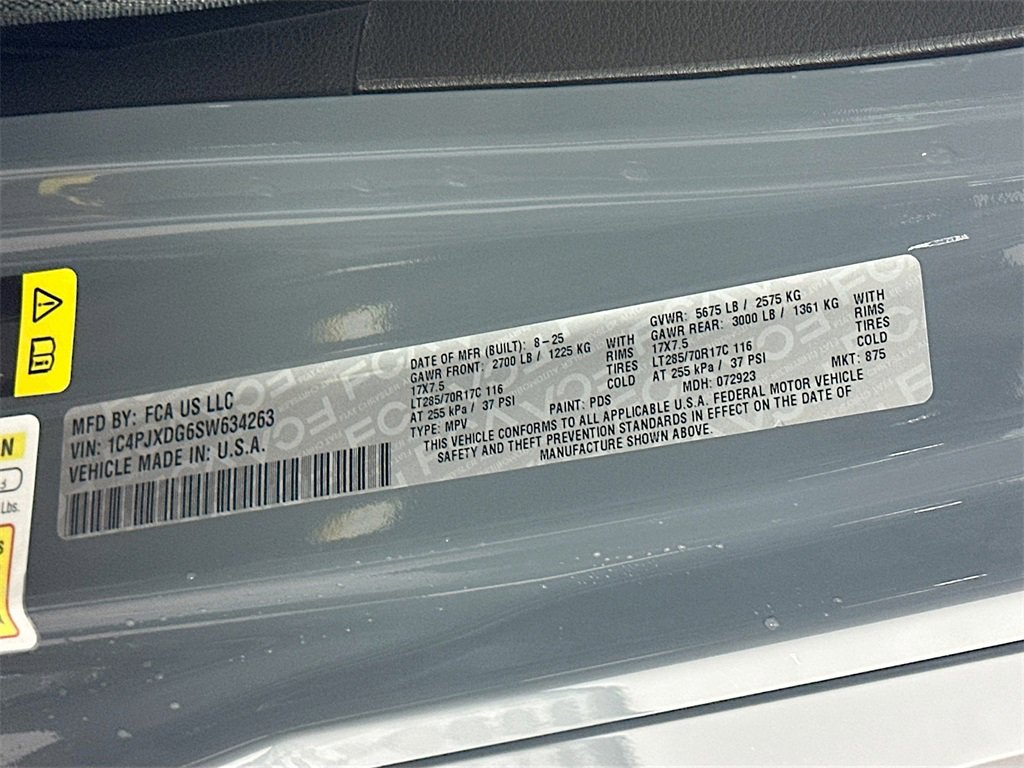 MFD BY: FCA US LLC
VIN: 1C4PJXDG6SW634263
VEHICLE MADE IN: U.S.A.
DATE OF MFR (BUILT): 8-25
GAWR FRONT: 2700 LB / 1225 KG WITH
17X7.5 RIMS
LT285/70R17C 116 TIRES
AT 255 kPa / 37 PSI COLD
TYPE: MPV
GVWR: 5675 LB / 2575 KG
GAWR REAR: 3000 LB / 1361 KG WITH
17X7.5 RIMS
LT285/70R17C 116 TIRES
AT 255 kPa / 37 PSI COLD
MDH: 072923 MKT: 875
PAINT: PDS
THIS VEHICLE CONFORMS TO ALL APPLICABLE U.S.A. FEDERAL MOTOR VEHICLE
SAFETY AND THEFT PREVENTION STANDARDS IN EFFECT ON THE DATE OF
MANUFACTURE SHOWN ABOVE.
N
Lbs.